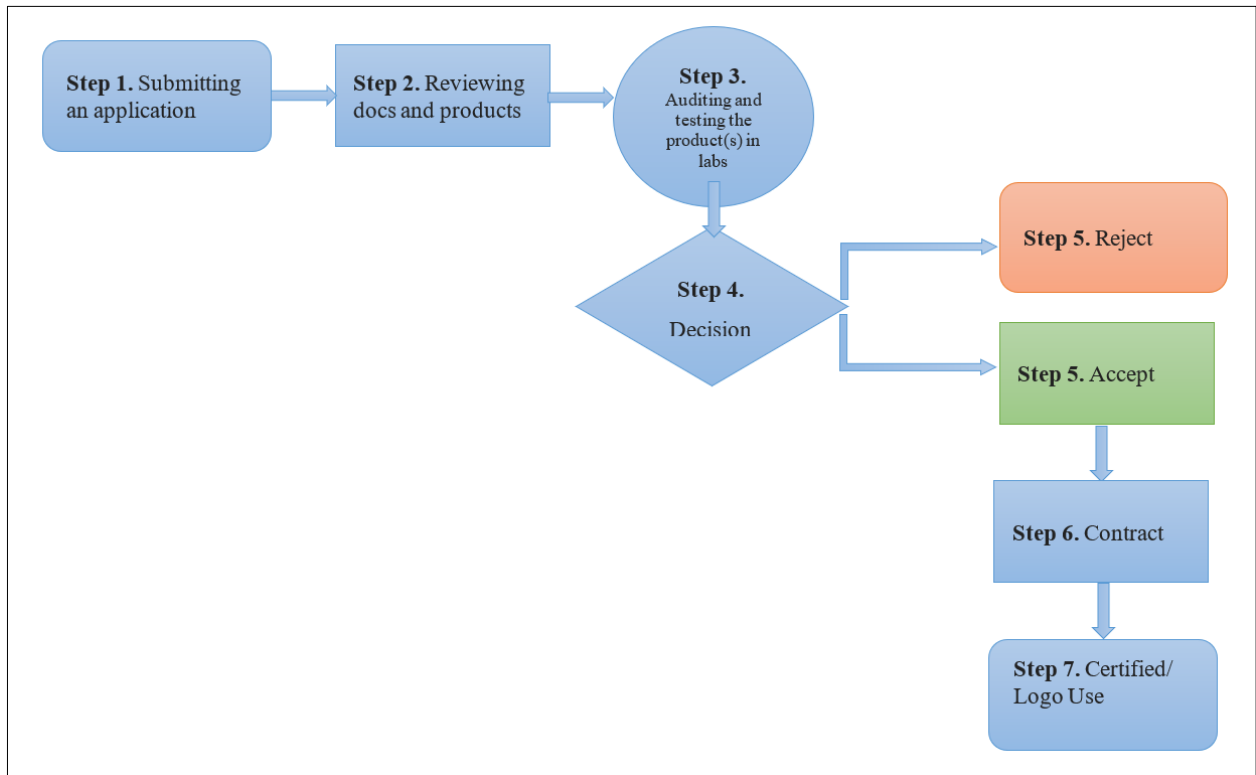 Step 1. Submitting
an application
Step 2. Reviewing
docs and products
Step 3.
Auditing and
testing the
product(s) in
labs
Step 4.
Decision
Step 5. Reject
Step 5. Accept
Step 6. Contract
Step 7. Certified/
Logo Use